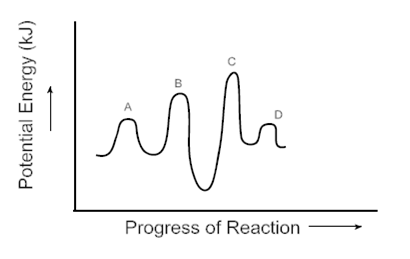 Potential Energy (kJ)
A
B
C
D
Progress of Reaction